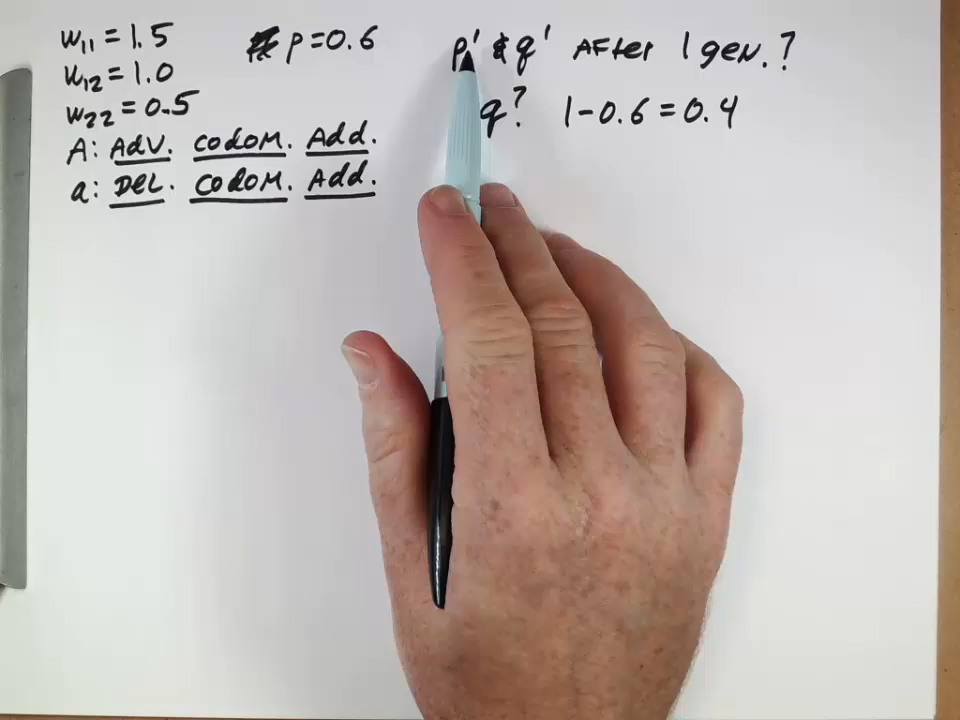 w₁₁ = 1.5
w₁₂ = 1.0
w₂₂ = 0.5
A: Adv. codom. Add.
a: Del. codom. Add.
p = 0.6
p' & q' After 1 gen.?
q? 1 - 0.6 = 0.4